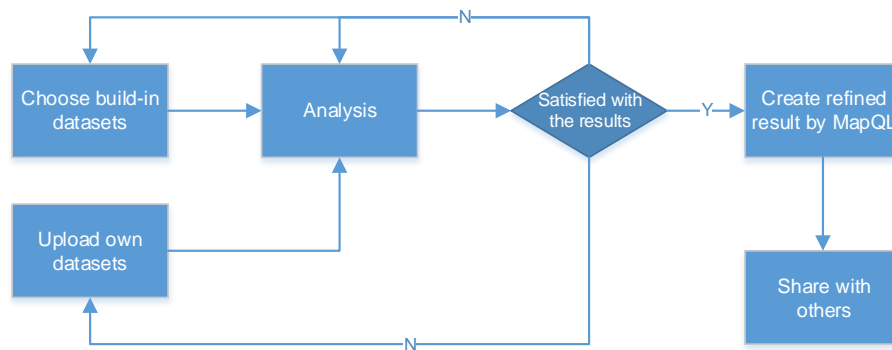 N
Choose build-in
datasets
Analysis
Satisfied with
the results
Y
Create refined
result by MapQL
Upload own
datasets
Share with
others
N